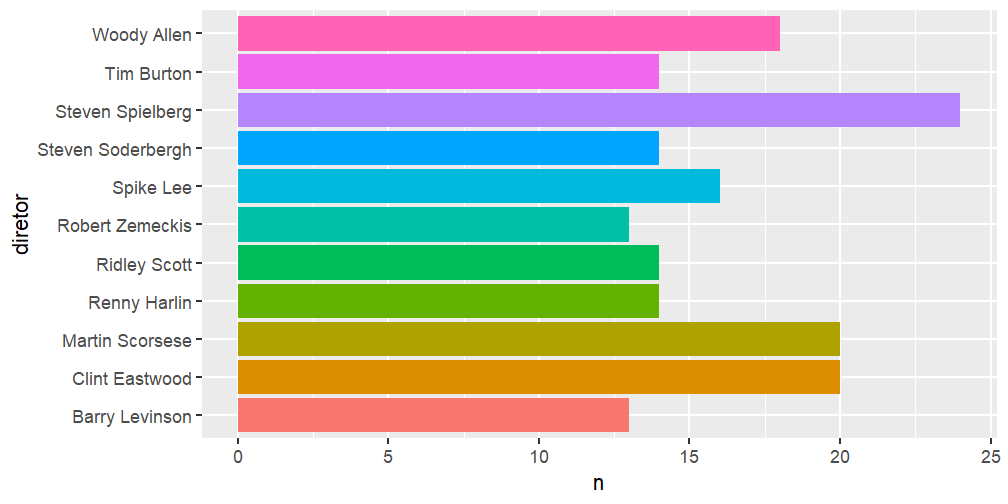 Woody Allen
Tim Burton
Steven Spielberg
Steven Soderbergh
Spike Lee
Robert Zemeckis
Ridley Scott
Renny Harlin
Martin Scorsese
Clint Eastwood
Barry Levinson
diretor
0 5 10 15 20 25
n